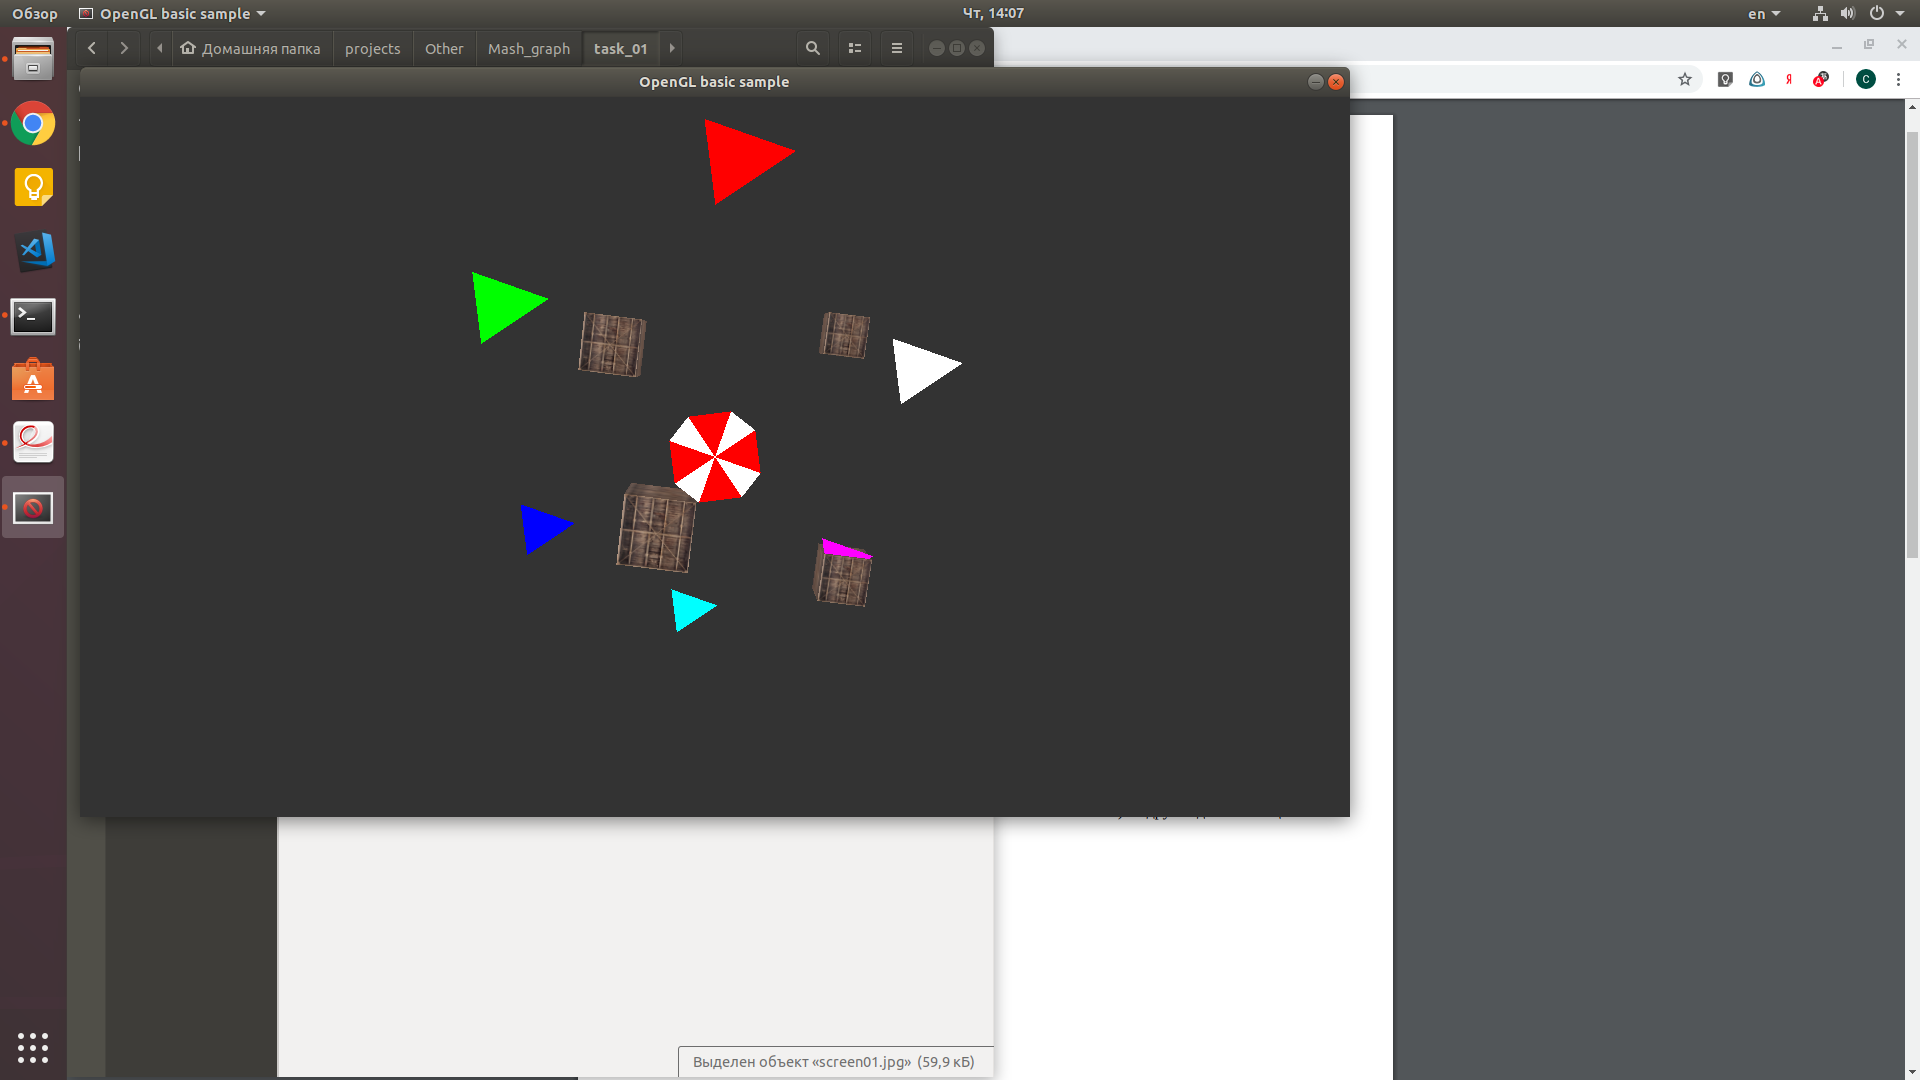 Обзор
OpenGL basic sample
Чт, 14:07
en
Домашняя папка
projects
Other
Mash_graph
task_01
OpenGL basic sample
Я
C
Выделен объект «screen01.jpg» (59,9 кБ)